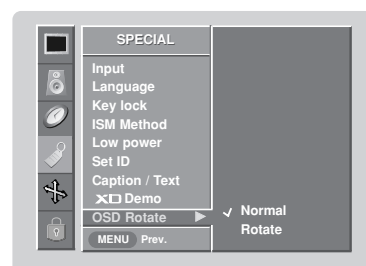 SPECIAL
Input
Language
Key lock
ISM Method
Low power
Set ID
Caption / Text
XD Demo
OSD Rotate
Normal
Rotate
MENU Prev.